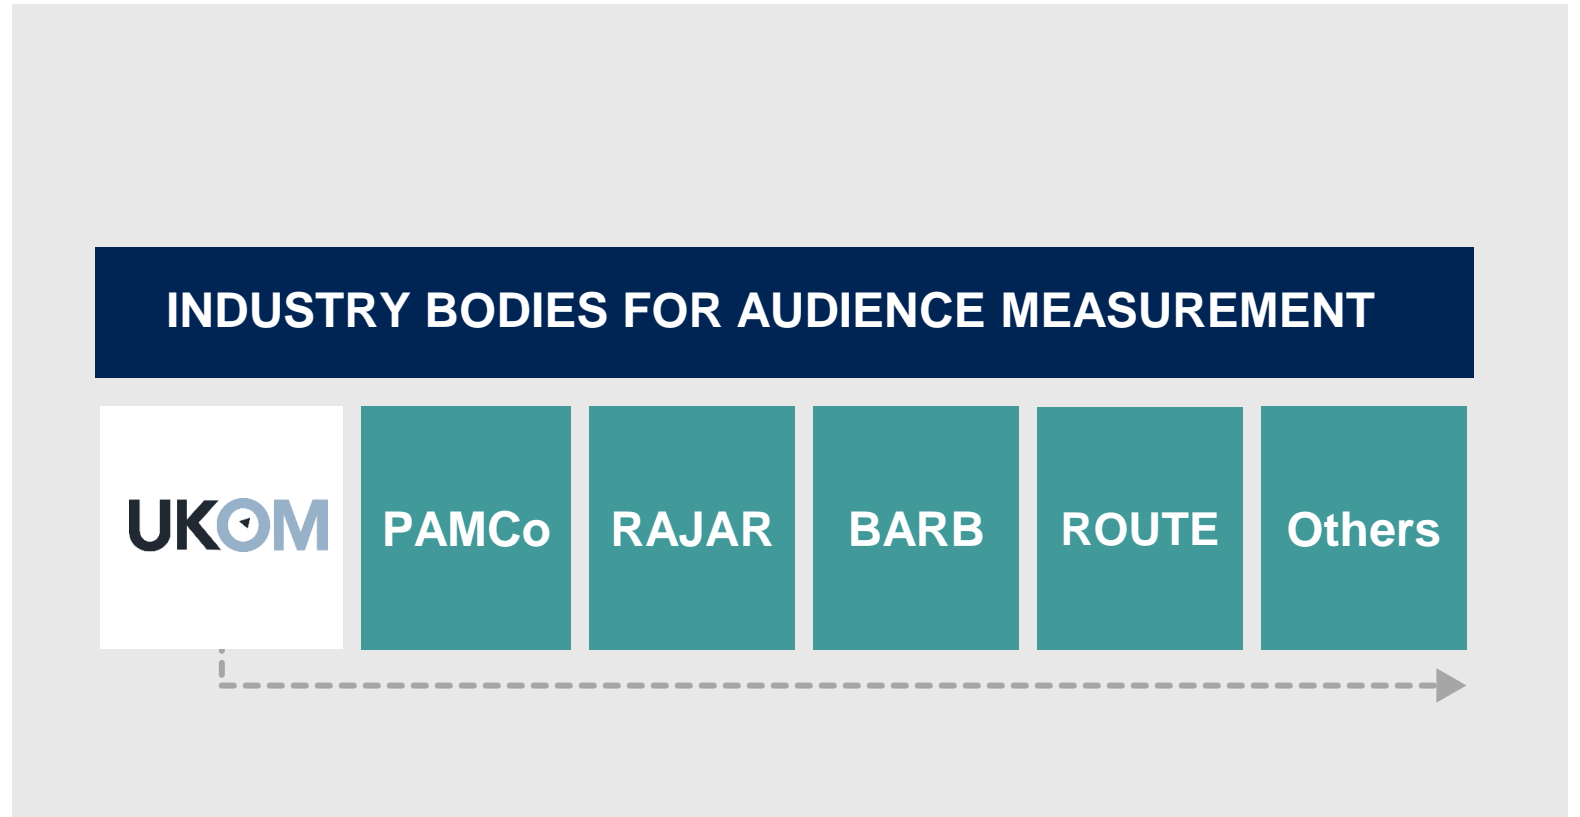 INDUSTRY BODIES FOR AUDIENCE MEASUREMENT
UKOM
PAMCo
RAJAR
BARB
ROUTE
Others